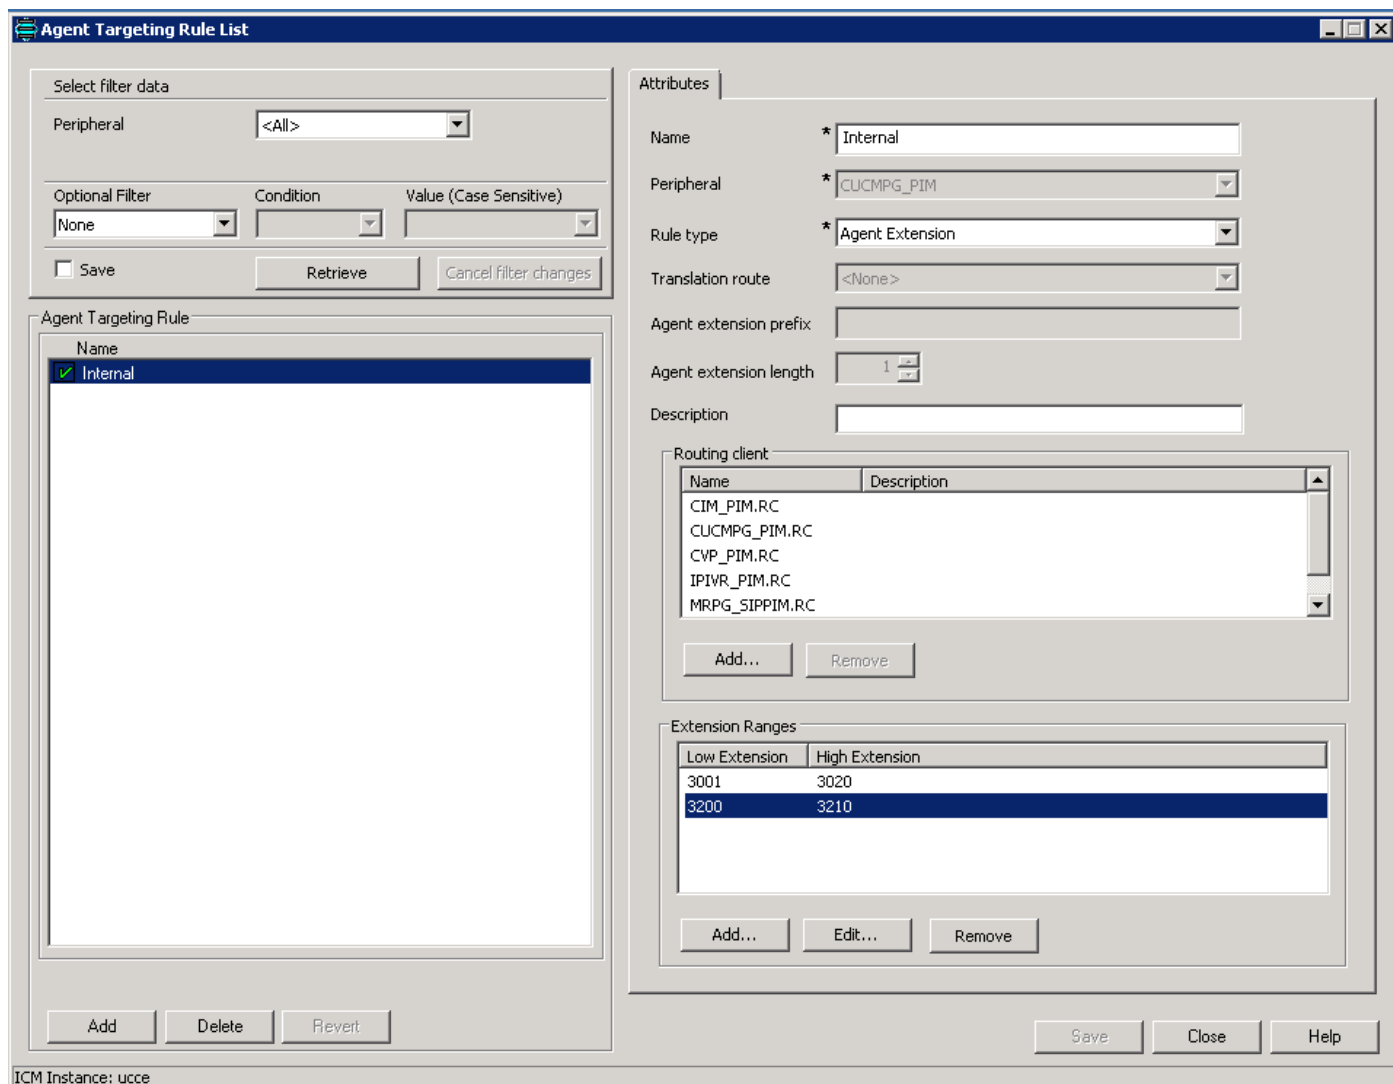 Agent Targeting Rule List
Select filter data
Peripheral <All>
Optional Filter Condition Value (Case Sensitive)
None
Save Retrieve Cancel filter changes
Agent Targeting Rule
Name
Internal
Add Delete Revert
Attributes
Name * Internal
Peripheral * CUCMPG_PIM
Rule type * Agent Extension
Translation route <None>
Agent extension prefix
Agent extension length 1
Description
Routing client
Name Description
CIM_PIM.RC
CUCMPG_PIM.RC
CVP_PIM.RC
IPIVR_PIM.RC
MRPG_SIPPIM.RC
Add... Remove
Extension Ranges
Low Extension High Extension
3001 3020
3200 3210
Add... Edit... Remove
Save Close Help
ICM Instance: ucce